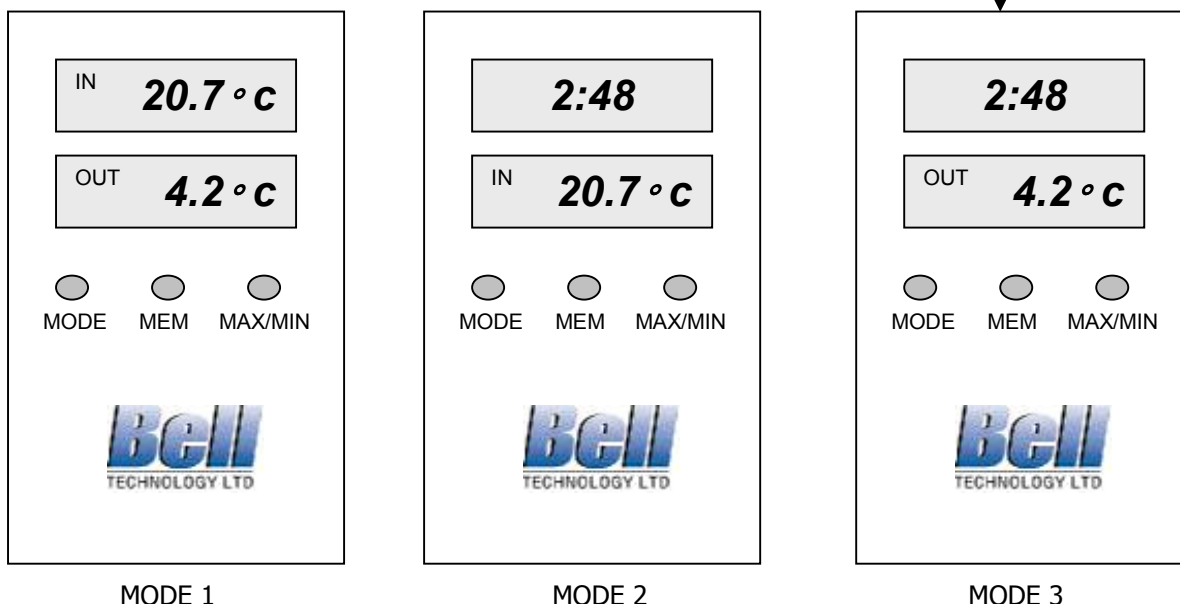 IN 20.7 ° c
OUT 4.2 ° c
MODE MEM MAX/MIN
Bell
TECHNOLOGY LTD
MODE 1
2:48
IN 20.7 ° c
MODE MEM MAX/MIN
Bell
TECHNOLOGY LTD
MODE 2
2:48
OUT 4.2 ° c
MODE MEM MAX/MIN
Bell
TECHNOLOGY LTD
MODE 3